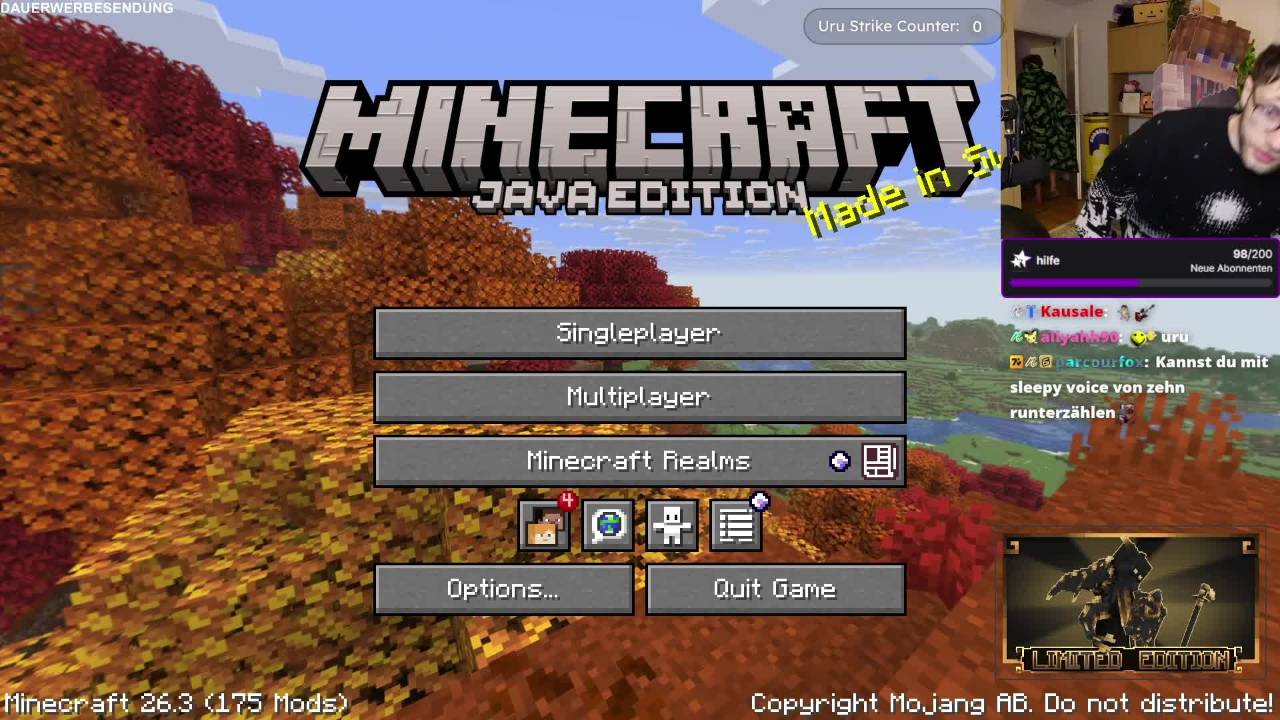 DAUERWERBESENDUNG
Uru Strike Counter: 0
MINECRAFT
JAVA EDITION
Made in
hilfe
98/200
Neue Abonnenten
Kausale:
aliyahh90: uru
parcourfox: Kannst du mit
sleepy voice von zehn
runterzählen
Singleplayer
Multiplayer
Minecraft Realms
4
Options...
Quit Game
LIMITED EDITION
Minecraft 26.3 (175 Mods)
Copyright Mojang AB. Do not distribute!